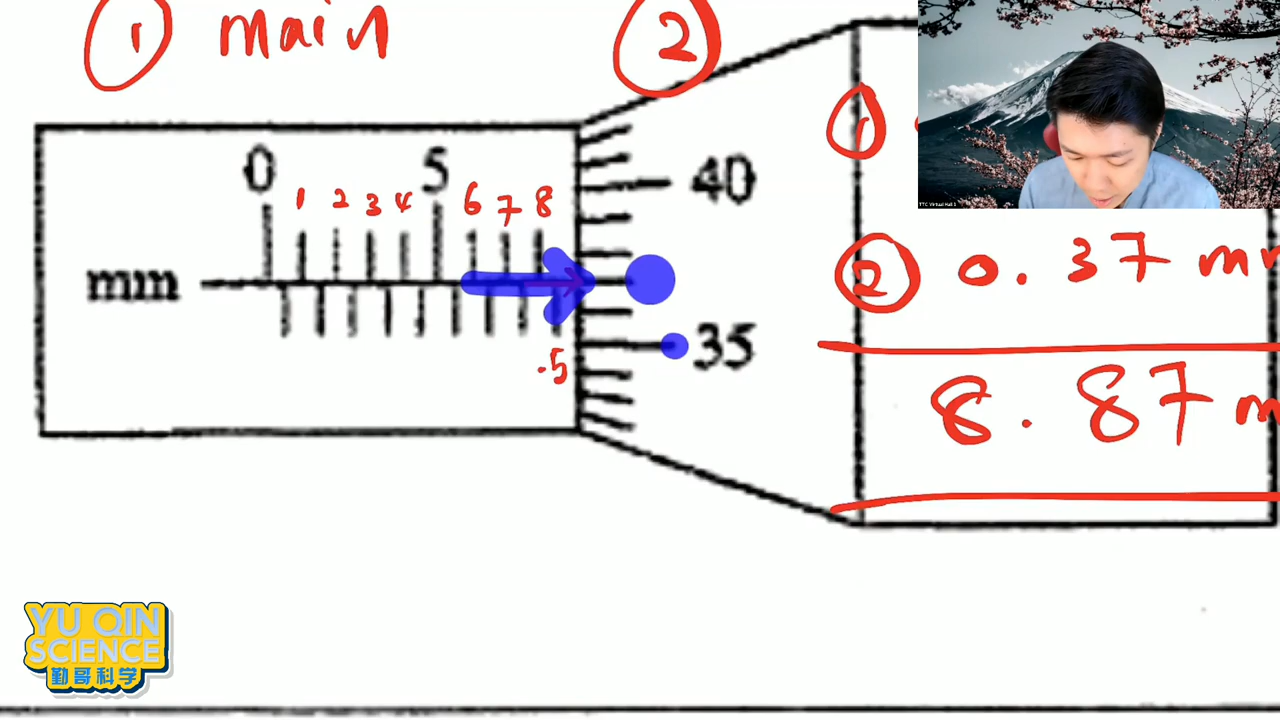 ① main
②
①
0 5
1 2 3 4 6 7 8
40
mm
② 0.37 m
35
.5
8.87 m
YU QIN
SCIENCE
勤哥科学